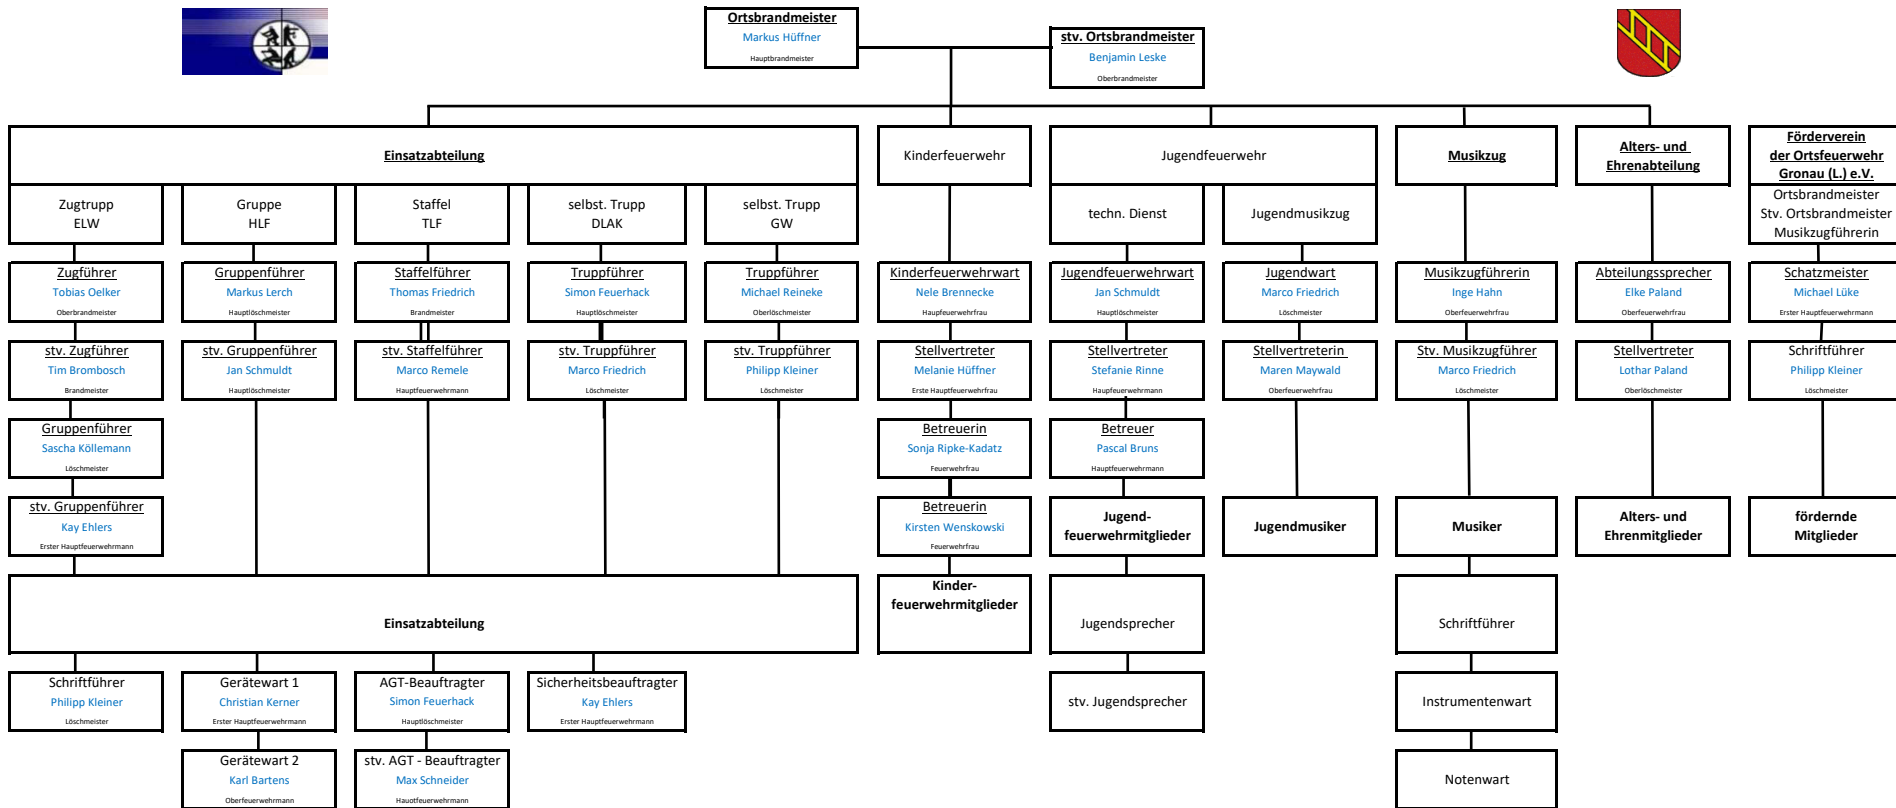 Ortsbrandmeister
Markus Hüffner
Hauptbrandmeister
stv. Ortsbrandmeister
Benjamin Leske
Oberbrandmeister
Einsatzabteilung
Kinderfeuerwehr
Jugendfeuerwehr
Musikzug
Alters- und
Ehrenabteilung
Förderverein
der Ortsfeuerwehr
Gronau (L.) e.V.
Zugtrupp
ELW
Gruppe
HLF
Staffel
TLF
selbst. Trupp
DLAK
selbst. Trupp
GW
techn. Dienst
Jugendmusikzug
Ortsbrandmeister
Stv. Ortsbrandmeister
Musikzugführerin
Zugführer
Tobias Oelker
Oberbrandmeister
Gruppenführer
Markus Lerch
Hauptlöschmeister
Staffelführer
Thomas Friedrich
Brandmeister
Truppführer
Simon Feuerhack
Hauptlöschmeister
Truppführer
Michael Reineke
Oberlöschmeister
Kinderfeuerwehrwart
Nele Brennecke
Haupfeuerwehrfrau
Jugendfeuerwehrwart
Jan Schmuldt
Hauptlöschmeister
Jugendwart
Marco Friedrich
Löschmeister
Musikzugführerin
Inge Hahn
Oberfeuerwehrfrau
Abteilungssprecher
Elke Paland
Oberfeuerwehrfrau
Schatzmeister
Michael Lüke
Erster Hauptfeuerwehrmann
stv. Zugführer
Tim Brombosch
Brandmeister
stv. Gruppenführer
Jan Schmuldt
Hauptlöschmeister
stv. Staffelführer
Marco Remele
Hauptfeuerwehrmann
stv. Truppführer
Marco Friedrich
Löschmeister
stv. Truppführer
Philipp Kleiner
Löschmeister
Stellvertreter
Melanie Hüffner
Erste Hauptfeuerwehrfrau
Stellvertreter
Stefanie Rinne
Haupfeuerwehrmann
Stellvertreterin
Maren Maywald
Oberfeuerwehrfrau
Stv. Musikzugführer
Marco Friedrich
Löschmeister
Stellvertreter
Lothar Paland
Oberlöschmeister
Schriftführer
Philipp Kleiner
Löschmeister
Gruppenführer
Sascha Köllemann
Löschmeister
Betreuerin
Sonja Ripke-Kadatz
Feuerwehrfrau
Betreuer
Pascal Bruns
Hauptfeuerwehrmann
stv. Gruppenführer
Kay Ehlers
Erster Hauptfeuerwehrmann
Betreuerin
Kirsten Wenskowski
Feuerwehrfrau
Jugend-
feuerwehrmitglieder
Jugendmusiker
Musiker
Alters- und
Ehrenmitglieder
fördernde
Mitglieder
Einsatzabteilung
Kinder-
feuerwehrmitglieder
Jugendsprecher
Schriftführer
Schriftführer
Philipp Kleiner
Löschmeister
Gerätewart 1
Christian Kerner
Erster Hauptfeuerwehrmann
AGT-Beauftragter
Simon Feuerhack
Hauptlöschmeister
Sicherheitsbeauftragter
Kay Ehlers
Erster Hauptfeuerwehrmann
stv. Jugendsprecher
Instrumentenwart
Gerätewart 2
Karl Bartens
Oberfeuerwehrmann
stv. AGT - Beauftragter
Max Schneider
Hauotfeuerwehrmann
Notenwart